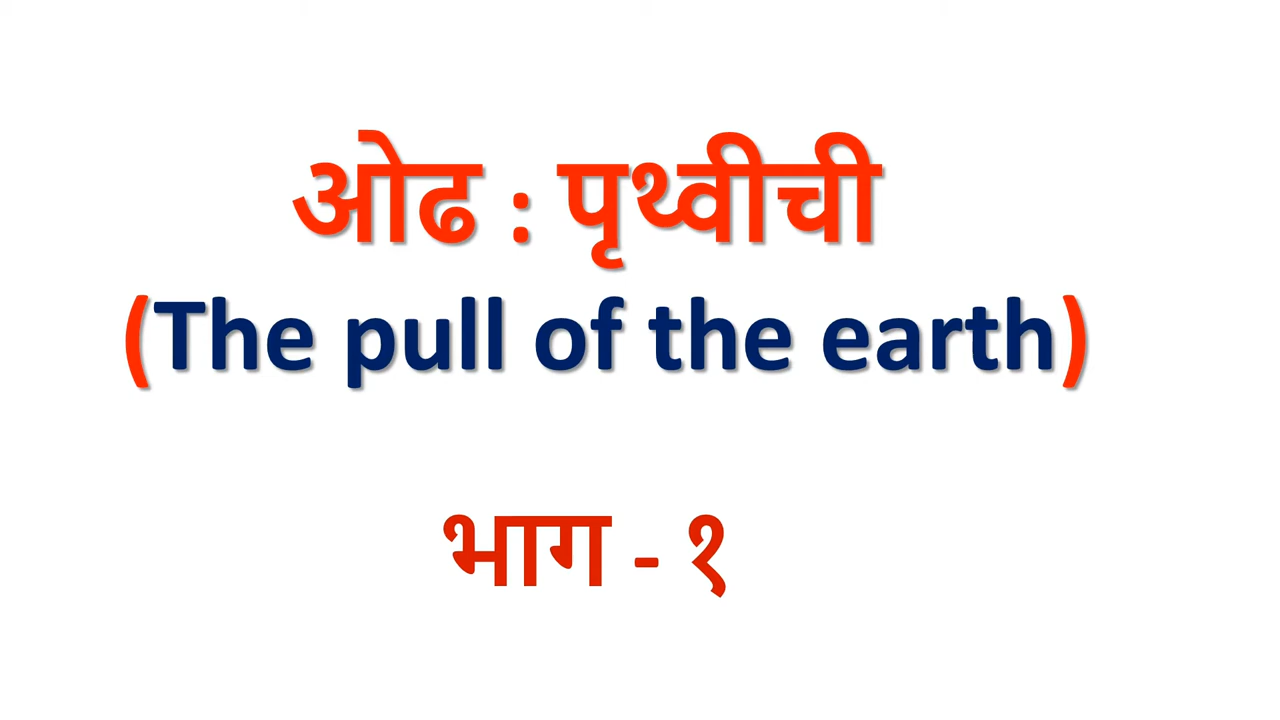 ओढ : पृथ्वीची
(The pull of the earth)
भाग - १